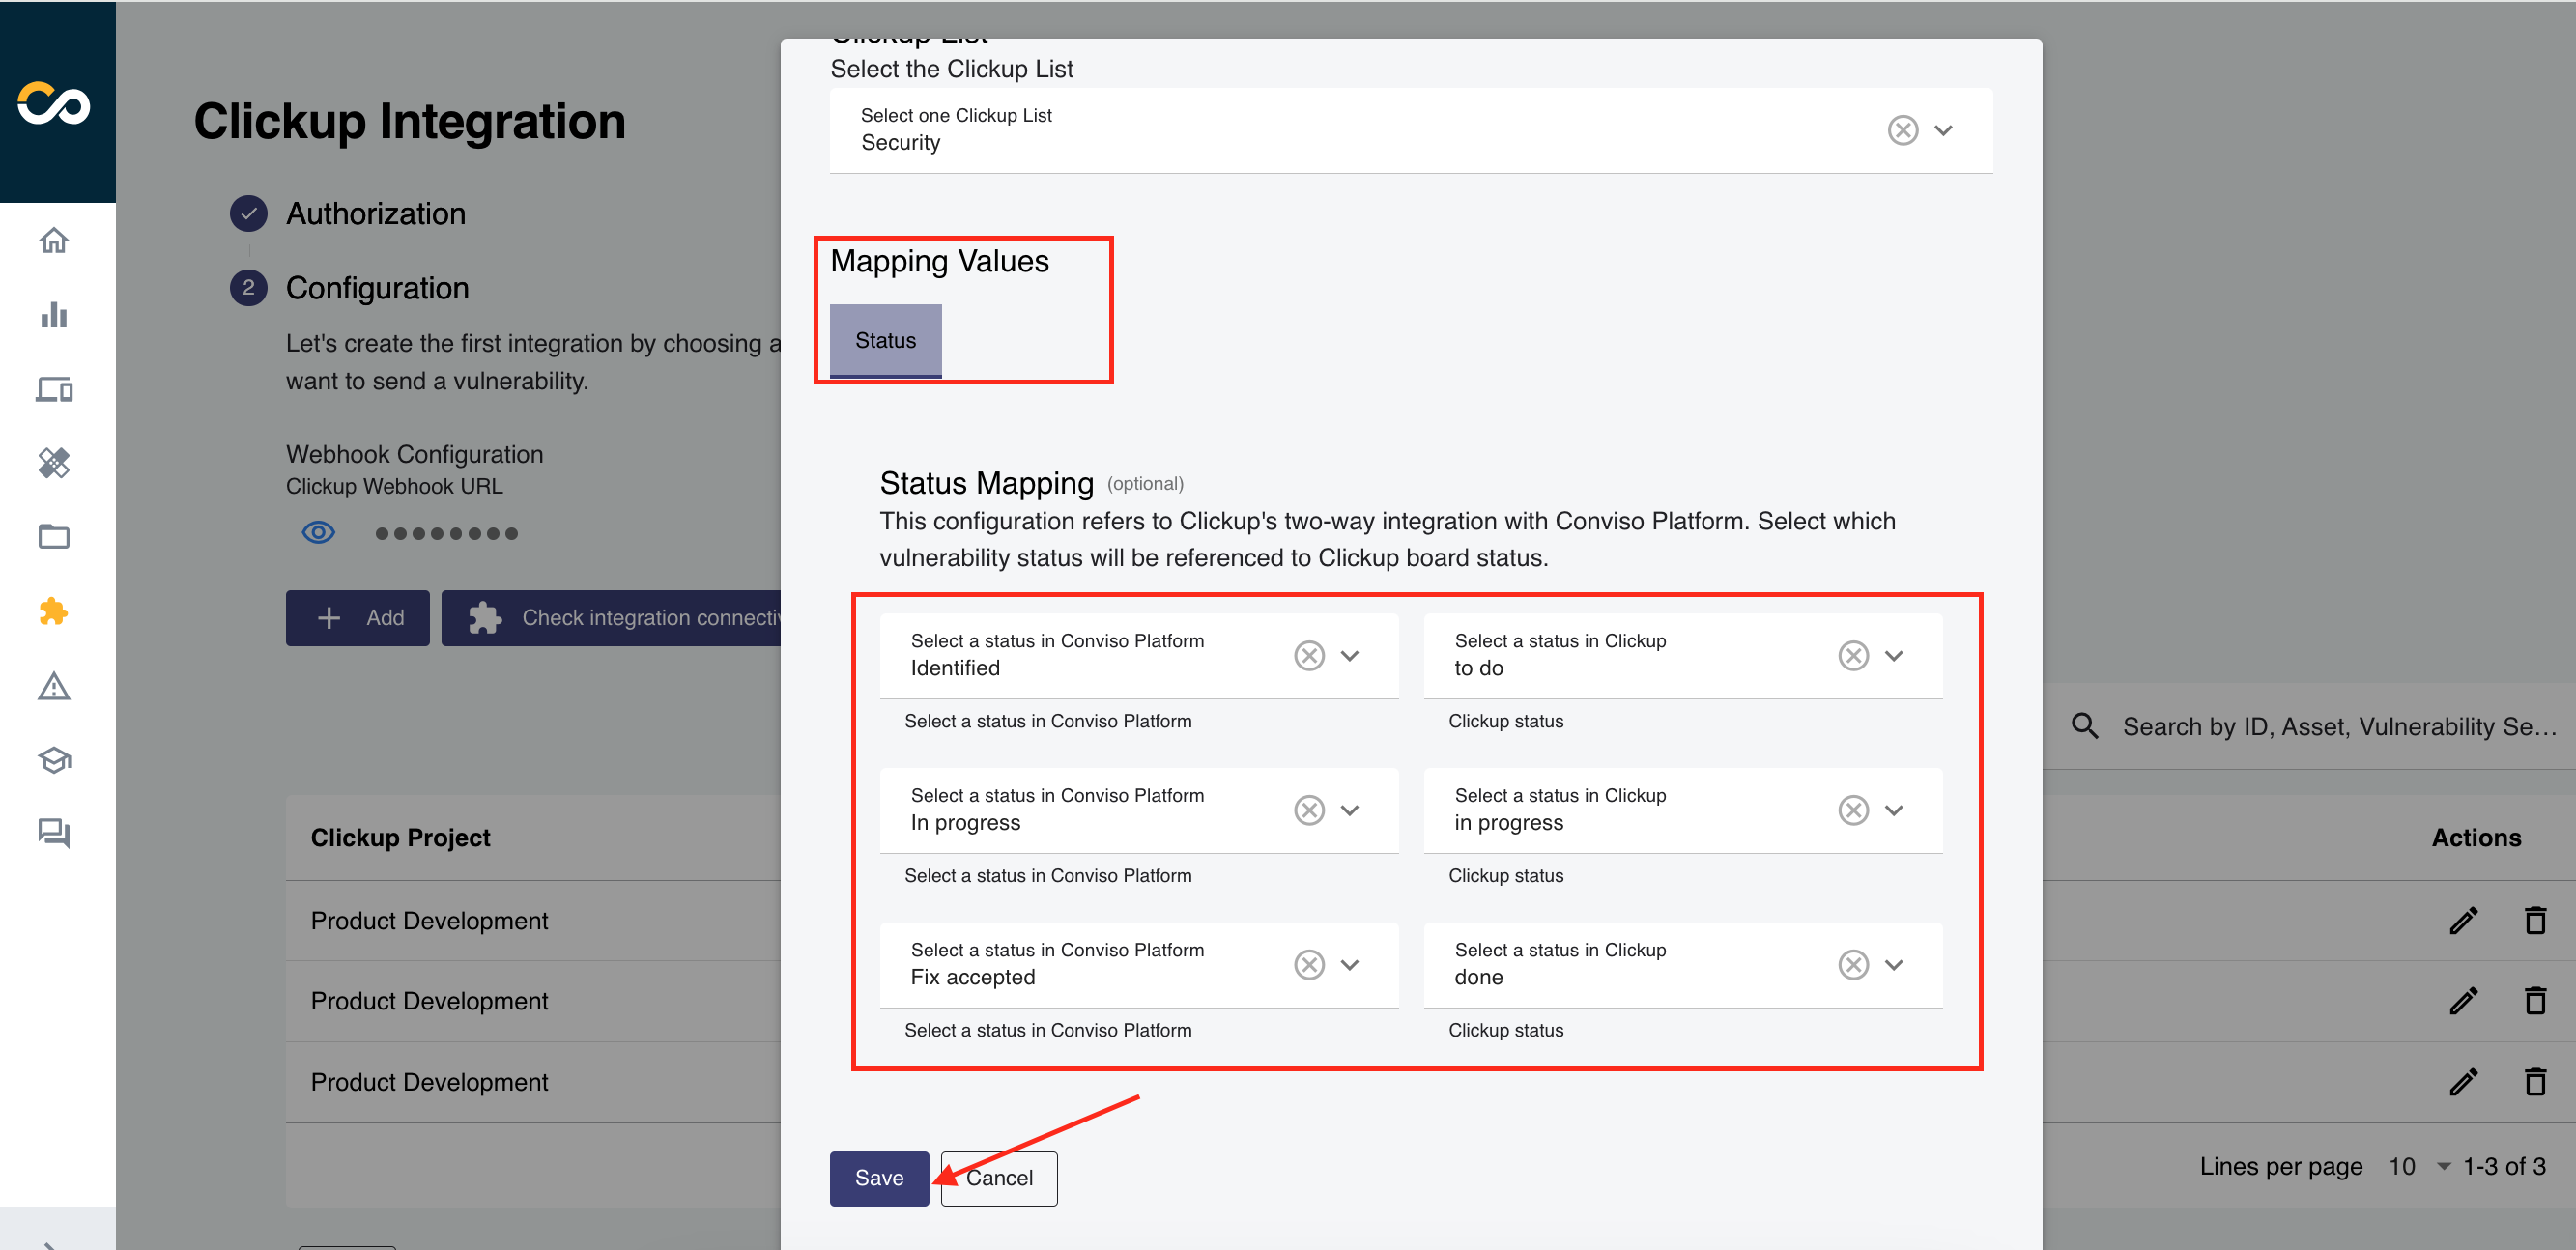 Clickup Integration
Authorization
2 Configuration
Let's create the first integration by choosing a
want to send a vulnerability.
Webhook Configuration
Clickup Webhook URL
Add
Check integration connectiv
Clickup Project
Product Development
Product Development
Product Development
Clickup List
Select the Clickup List
Select one Clickup List
Security
Mapping Values
Status
Status Mapping (optional)
This configuration refers to Clickup's two-way integration with Conviso Platform. Select which
vulnerability status will be referenced to Clickup board status.
Select a status in Conviso Platform
Identified
Select a status in Conviso Platform
Select a status in Clickup
to do
Clickup status
Select a status in Conviso Platform
In progress
Select a status in Conviso Platform
Select a status in Clickup
in progress
Clickup status
Select a status in Conviso Platform
Fix accepted
Select a status in Conviso Platform
Select a status in Clickup
done
Clickup status
Save
Cancel
Search by ID, Asset, Vulnerability Se...
Actions
Lines per page 10 1-3 of 3